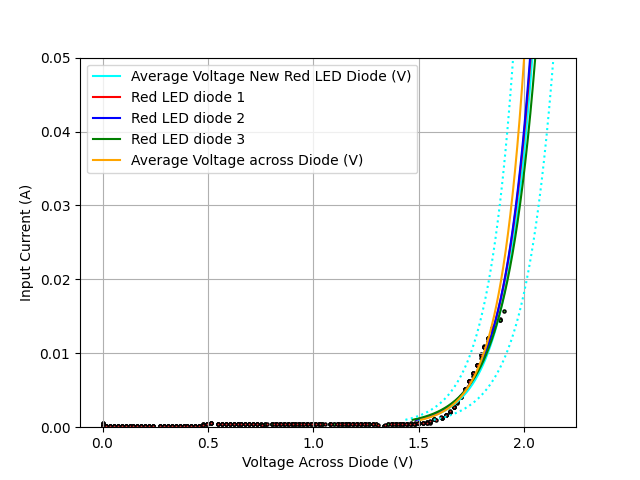 0.05
Average Voltage New Red LED Diode (V)
Red LED diode 1
Red LED diode 2
Red LED diode 3
Average Voltage across Diode (V)
0.04
0.03
0.02
0.01
0.00
Input Current (A)
0.0 0.5 1.0 1.5 2.0
Voltage Across Diode (V)